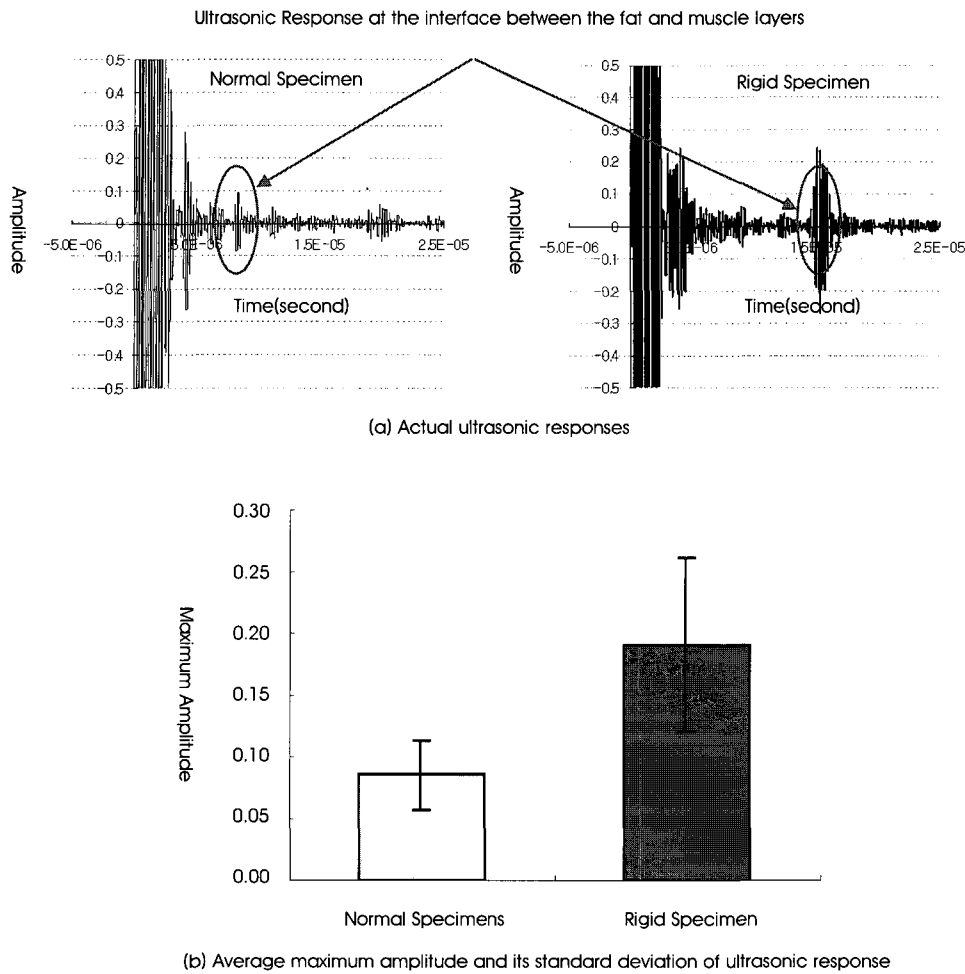 Ultrasonic Response at the interface between the fat and muscle layers
Normal Specimen
0.5
0.4
0.3
0.2
0.1
0
-0.1
-0.2
-0.3
-0.4
-0.5
Amplitude
-5.0E-06
1.5E-05
2.5E-05
Time(second)
Rigid Specimen
0.5
0.4
0.3
0.2
0.1
0
-0.1
-0.2
-0.3
-0.4
-0.5
Amplitude
-5.0E-06
2.5E-05
Time(second)
(a) Actual ultrasonic responses
0.30
0.25
0.20
0.15
0.10
0.05
0.00
Maximum Amplitude
Normal Specimens
Rigid Specimen
(b) Average maximum amplitude and its standard deviation of ultrasonic response